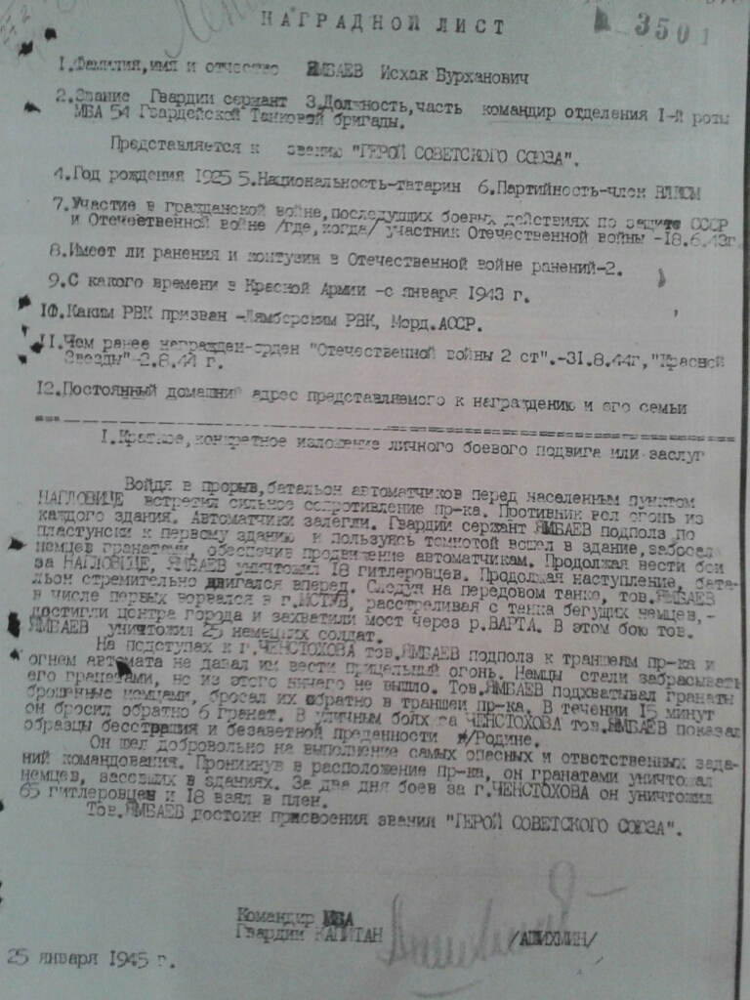 НАГРАДНОЙ ЛИСТ
3501
1.Фамилия,имя и отчество ЯМБАЕВ Исхак Бурханович
2.Звание Гвардии сержант 3.Должность,часть командир отделения 1-й роты
МБА 54 Гвардейской Танковой бригады.
Представляется к званию "ГЕРОЙ СОВЕТСКОГО СОЮЗА".
4.Год рождения 1925 5.Национальность-татарин 6.Партийность-член ВЛКСМ
7.Участие в гражданской войне,последующих боевых действиях по защите СССР
и Отечественной войне /где,когда/ участник Отечественной войны -18.6.43г.
8.Имеет ли ранения и контузии в Отечественной войне ранений-2.
9.С какого времени в Красной Армии -с января 1943 г.
10.Каким РВК призван -Лямберским РВК, Морд.АССР.
11.Чем ранее награжден-орден "Отечественной войны 2 ст".-31.8.44г,"Красной
Звезды"-2.8.44 г.
12.Постоянный домашний адрес представляемого к награждению и его семьи
1.Краткое,конкретное изложение личного боевого подвига или заслуг
Войдя в прорыв,батальон автоматчиков перед населенным пунктом
НАГЛОВИЦЕ встретил сильное сопротивление пр-ка. Противник вел огонь из
каждого здания. Автоматчики залегли. Гвардии сержант ЯМБАЕВ подполз по
пластунски к первому зданию и пользуясь темнотой вошел в здание,забросал
немцев гранатами, обеспечив продвижение автоматчикам. Продолжая вести бои
за НАГЛОВИЦЕ, ЯМБАЕВ уничтожил 18 гитлеровцев. Продолжая наступление, бата-
льон стремительно двигался вперед. Следуя на передовом танке, тов.ЯМБАЕВ
в числе первых ворвался в г.МСТУВ, расстреливая с танка бегущих немцев,-
достигли центра города и захватили мост через р.ВАРТА. В этом бою тов.
ЯМБАЕВ уничтожил 25 немецких солдат.
На подступах к г.ЧЕНСТОХОВА тов.ЯМБАЕВ подполз к траншеям пр-ка и
огнем автомата не давал им вести прицельный огонь. Немцы стали забрасывать
его гранатами, но из этого ничего не вышло. Тов.ЯМБАЕВ подхватывал гранаты
брошенные немцами, бросал их обратно в траншеи пр-ка. В течении 15 минут
он бросил обратно 6 гранат. В уличных боях за ЧЕНСТОХОВА тов.ЯМБАЕВ показал
образцы бесстрашия и безаветной преданности Родине.
Он шел добровольно на выполнение самых опасных и ответственных зада-
ний командования. Проникнув в расположение пр-ка, он гранатами уничтожал
немцев, засевших в зданиях. За два дня боев за г.ЧЕНСТОХОВА он уничтожил
65 гитлеровцев и 18 взял в плен.
Тов.ЯМБАЕВ достоин присвоения звания "ГЕРОЙ СОВЕТСКОГО СОЮЗА".
Командир МБА
Гвардии КАПИТАН /АЛИХМИН/
25 января 1945 г.